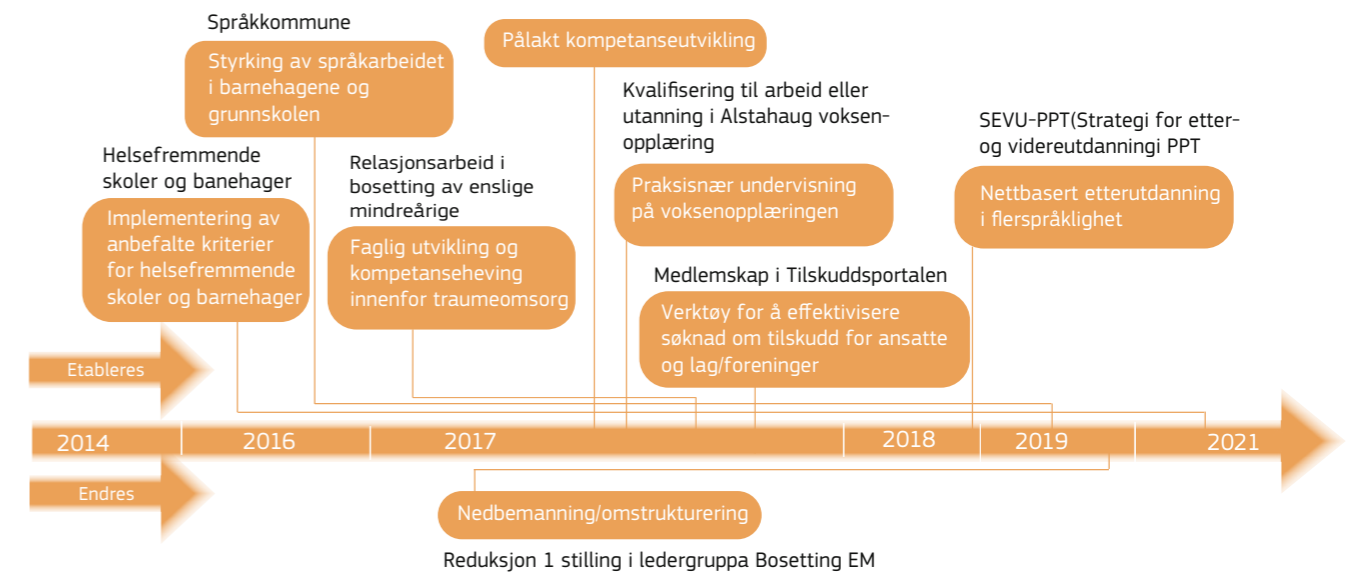 Språkkommune
Styrking av språkarbeidet
i barnehagene og
grunnskolen
Pålakt kompetanseutvikling
Kvalifisering til arbeid eller
utanning i Alstahaug voksen-
opplæring
Praksisnær undervisning
på voksenopplæringen
SEVU-PPT(Strategi for etter-
og videreutdanningi PPT
Nettbasert etterutdanning
i flerspråklighet
Helsefremmende
skoler og banehager
Implementering av
anbefalte kriterier
for helsefremmende
skoler og barnehager
Relasjonsarbeid i
bosetting av enslige
mindreårige
Faglig utvikling og
kompetanseheving
innenfor traumeomsorg
Medlemskap i Tilskuddsportalen
Verktøy for å effektivisere
søknad om tilskudd for ansatte
og lag/foreninger
Etableres
2014 2016 2017 2018 2019 2021
Endres
Nedbemanning/omstrukturering
Reduksjon 1 stilling i ledergruppa Bosetting EM